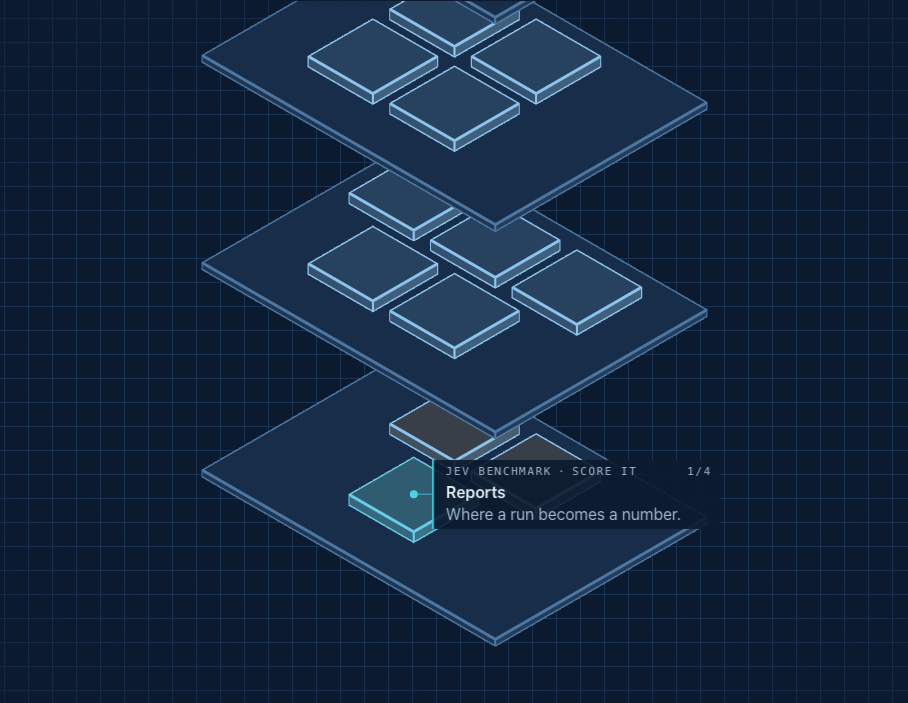 JEV BENCHMARK · SCORE IT 1/4
Reports
Where a run becomes a number.